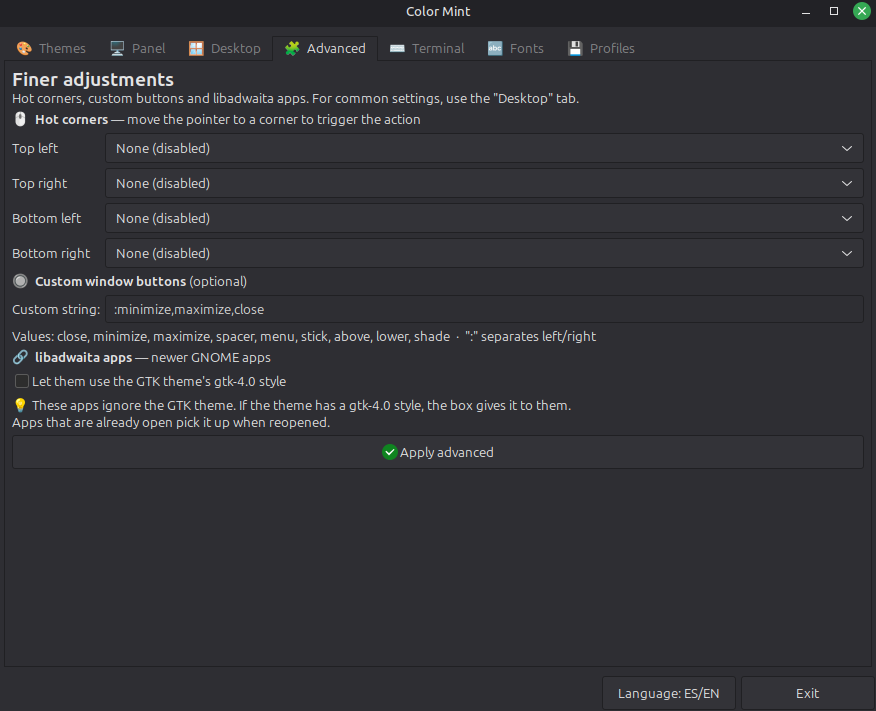 Color Mint
Themes
Panel
Desktop
Advanced
Terminal
abc Fonts
Profiles
Finer adjustments
Hot corners, custom buttons and libadwaita apps. For common settings, use the "Desktop" tab.
Hot corners — move the pointer to a corner to trigger the action
Top left None (disabled)
Top right None (disabled)
Bottom left None (disabled)
Bottom right None (disabled)
Custom window buttons (optional)
Custom string: :minimize,maximize,close
Values: close, minimize, maximize, spacer, menu, stick, above, lower, shade · ":" separates left/right
libadwaita apps — newer GNOME apps
Let them use the GTK theme's gtk-4.0 style
These apps ignore the GTK theme. If the theme has a gtk-4.0 style, the box gives it to them.
Apps that are already open pick it up when reopened.
Apply advanced
Language: ES/EN
Exit